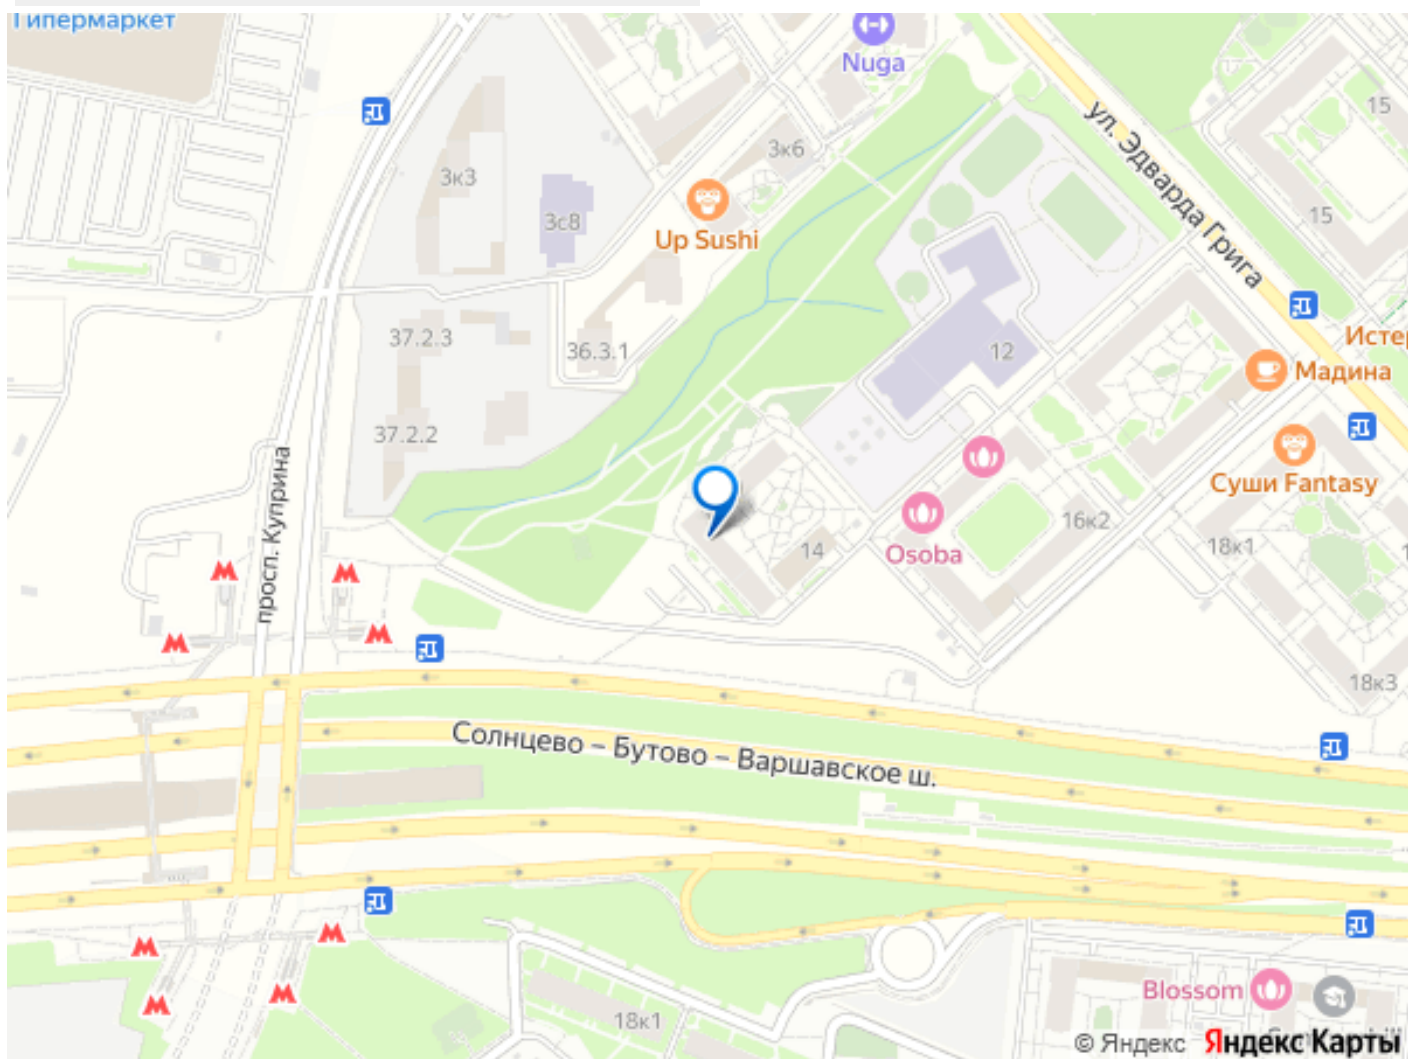 Гипермаркет
Nuga
3к6
3к3
3с8
Up Sushi
ул. Эдварда Грига
15
15
37.2.3
36.3.1
12
Мадина
37.2.2
Суши Fantasy
просп. Куприна
16к2
18к1
Osoba
14
18к3
Солнцево – Бутово – Варшавское ш.
Blossom
18к1
© Яндекс
Яндекс Карты